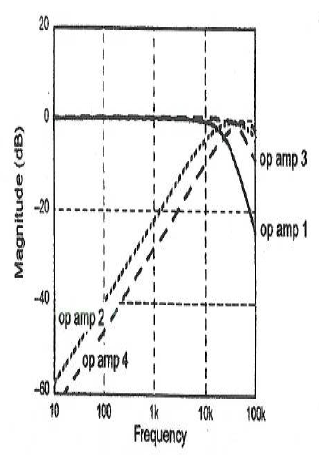 20
0
-20
-40
-60
Magnitude (dB)
op amp 3
op amp 1
op amp 2
op amp 4
10
100
1k
10k
100k
Frequency